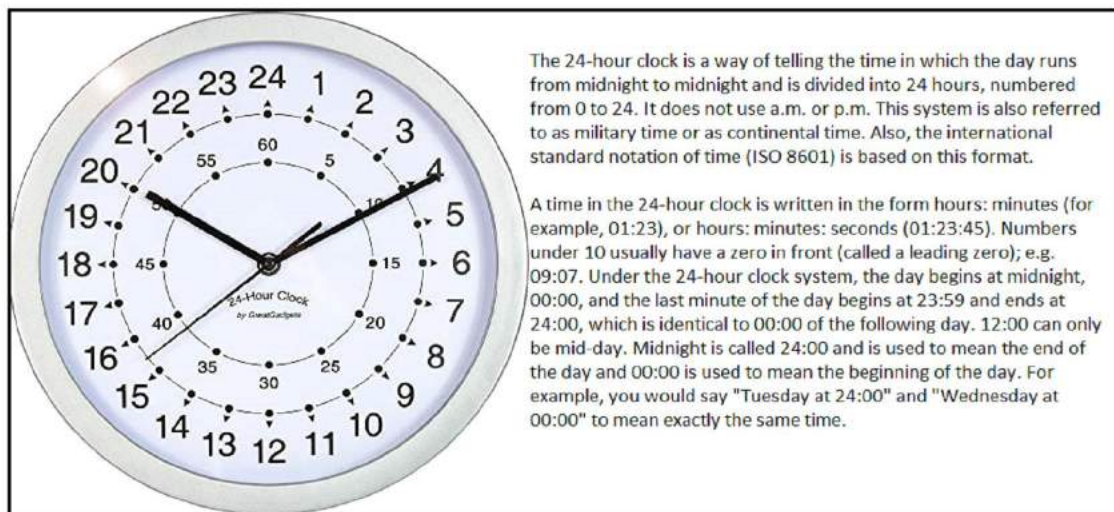 24
1
2
3
4
5
6
7
8
9
10
11
12
13
14
15
16
17
18
19
20
21
22
23
60
5
10
15
20
25
30
35
40
45
50
55
24-Hour Clock
by GreatGadgets
The 24-hour clock is a way of telling the time in which the day runs
from midnight to midnight and is divided into 24 hours, numbered
from 0 to 24. It does not use a.m. or p.m. This system is also referred
to as military time or as continental time. Also, the international
standard notation of time (ISO 8601) is based on this format.
A time in the 24-hour clock is written in the form hours: minutes (for
example, 01:23), or hours: minutes: seconds (01:23:45). Numbers
under 10 usually have a zero in front (called a leading zero); e.g.
09:07. Under the 24-hour clock system, the day begins at midnight,
00:00, and the last minute of the day begins at 23:59 and ends at
24:00, which is identical to 00:00 of the following day. 12:00 can only
be mid-day. Midnight is called 24:00 and is used to mean the end of
the day and 00:00 is used to mean the beginning of the day. For
example, you would say "Tuesday at 24:00" and "Wednesday at
00:00" to mean exactly the same time.